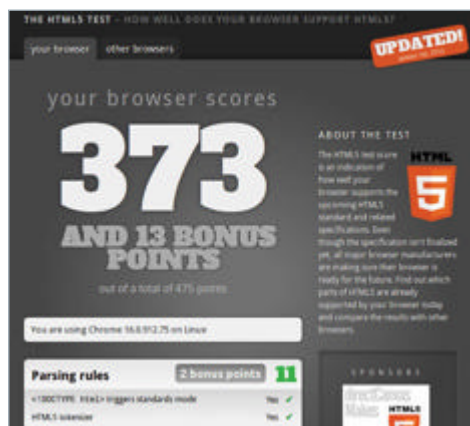 THE HTML5 TEST – HOW WELL DOES YOUR BROWSER SUPPORT HTML5?
your browser
other browsers
UPDATED!
your browser scores
373
AND 13 BONUS
POINTS
out of a total of 475 points
You are using Chrome 16.0.912.75 on Linux
Parsing rules
2 bonus points
11
<!DOCTYPE html> triggers standards mode
Yes ✔
HTML5 tokenizer
Yes ✔
ABOUT THE TEST
The HTML5 test score
is an indication of
how well your
browser supports the
upcoming HTML5
standard and related
specifications. Even
though the specification isn't finalized
yet, all major browser manufacturers
are making sure their browser is
ready for the future. Find out which
parts of HTML5 are already
supported by your browser today
and compare the results with other
browsers.
HTML
5
SPONSORS
HTML5